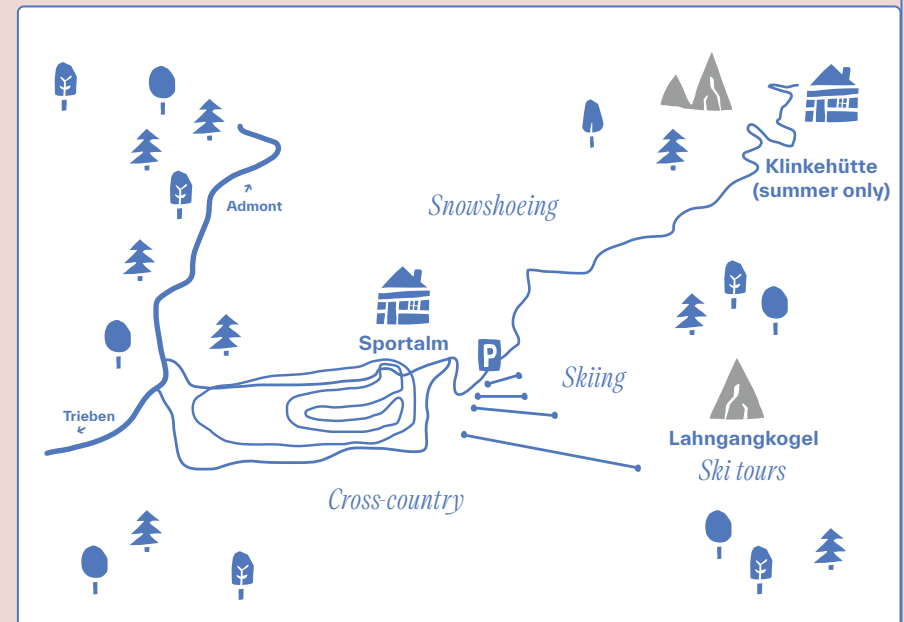 Klinkehütte
(summer only)
Admont
Snowshoeing
Sportalm
P
Skiing
Trieben
Lahngangkogel
Ski tours
Cross-country